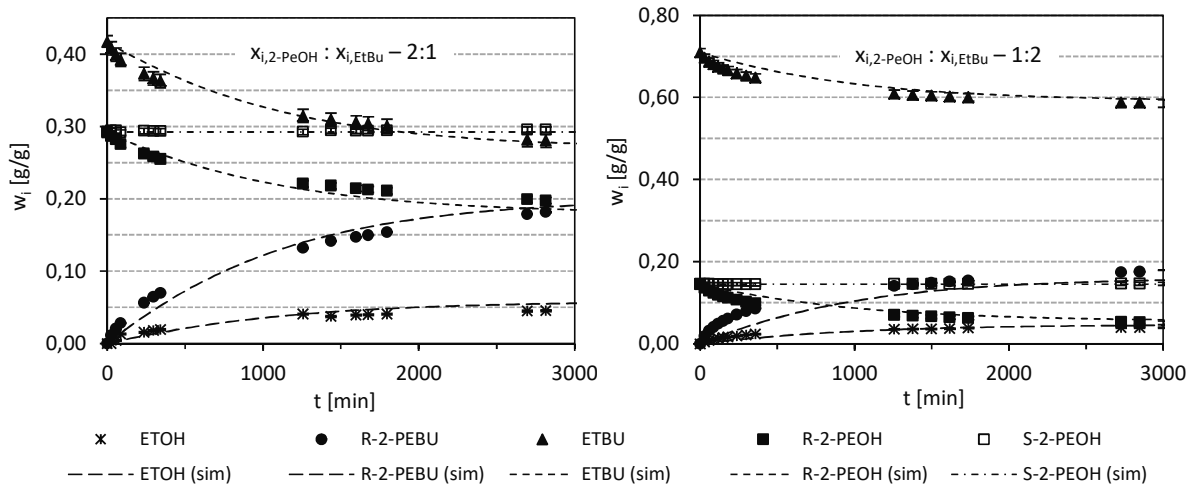 x_i,2-PeOH : x_i,EtBu – 2:1
0,40
0,30
0,20
0,10
0,00
w_i [g/g]
0 1000 2000 3000
t [min]
x_i,2-PeOH : x_i,EtBu – 1:2
0,80
0,60
0,40
0,20
0,00
w_i [g/g]
0 1000 2000 3000
t [min]
ETOH R-2-PEBU ETBU R-2-PEOH S-2-PEOH
ETOH (sim) R-2-PEBU (sim) ETBU (sim) R-2-PEOH (sim) S-2-PEOH (sim)